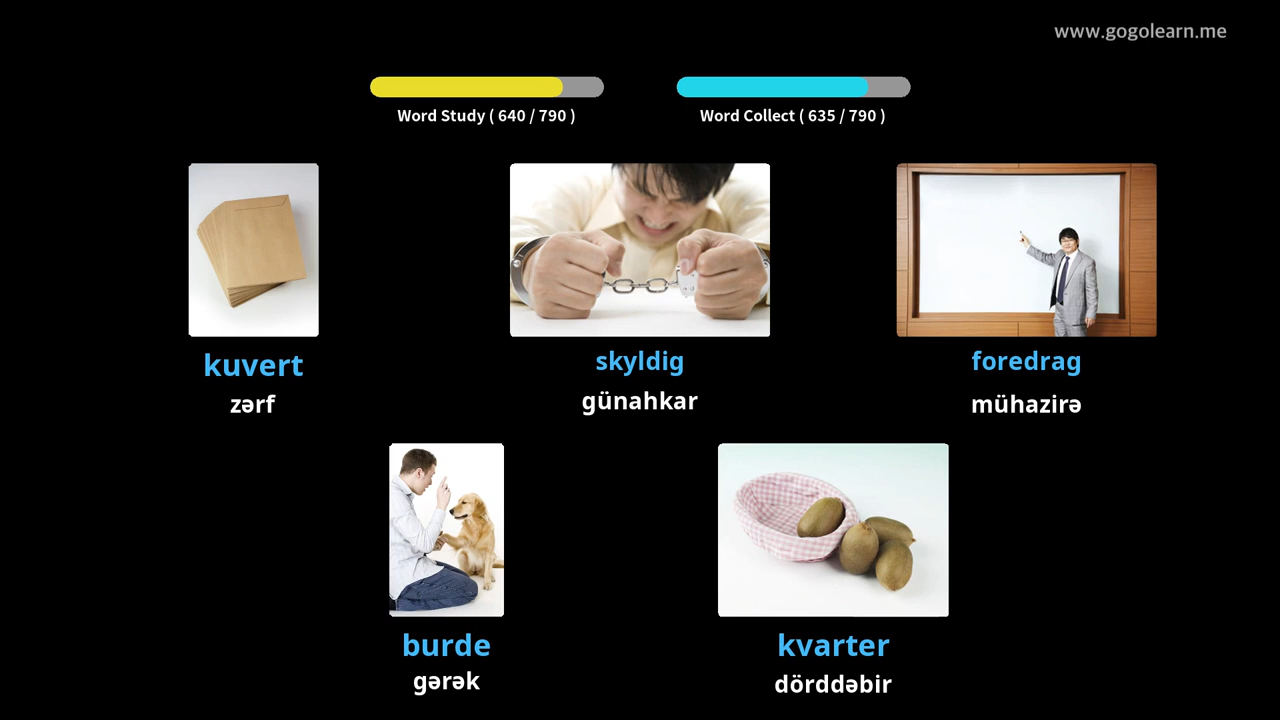 www.gogolearn.me
Word Study ( 640 / 790 )
Word Collect ( 635 / 790 )
kuvert
zərf
skyldig
günahkar
foredrag
mühazirə
burde
gərək
kvarter
dörddəbir